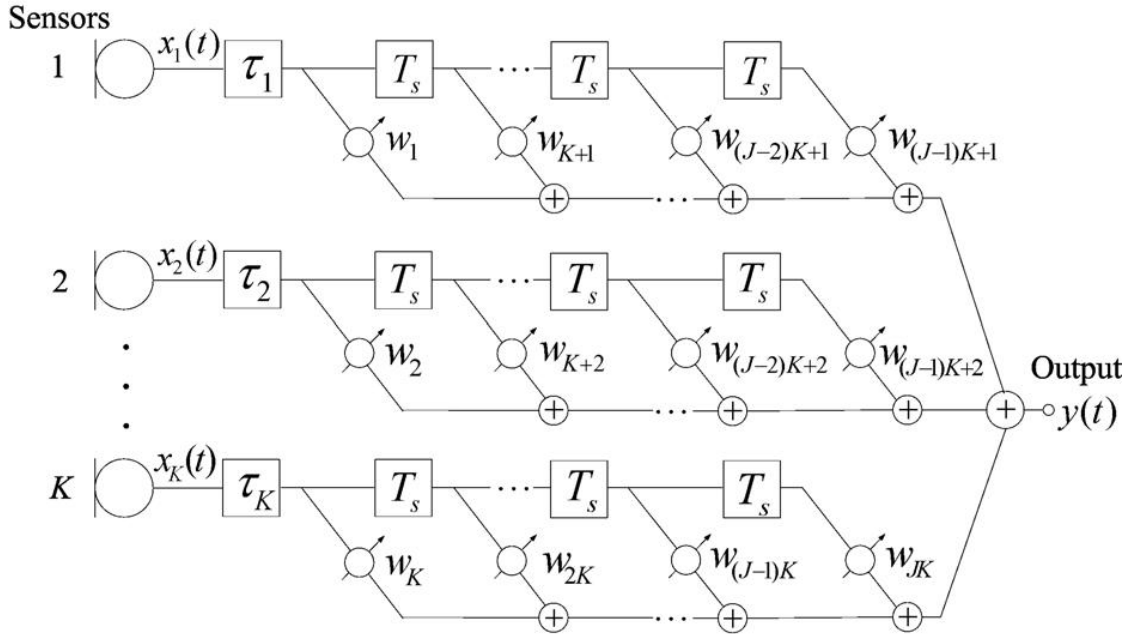 Sensors
1 x_1(t) τ_1 T_s ... T_s T_s
w_1 w_{K+1} w_{(J-2)K+1} w_{(J-1)K+1}
+ ... + +
2 x_2(t) τ_2 T_s ... T_s T_s
w_2 w_{K+2} w_{(J-2)K+2} w_{(J-1)K+2} Output
+ ... + + + y(t)
K x_K(t) τ_K T_s ... T_s T_s
w_K w_{2K} w_{(J-1)K} w_{JK}
+ ... + +